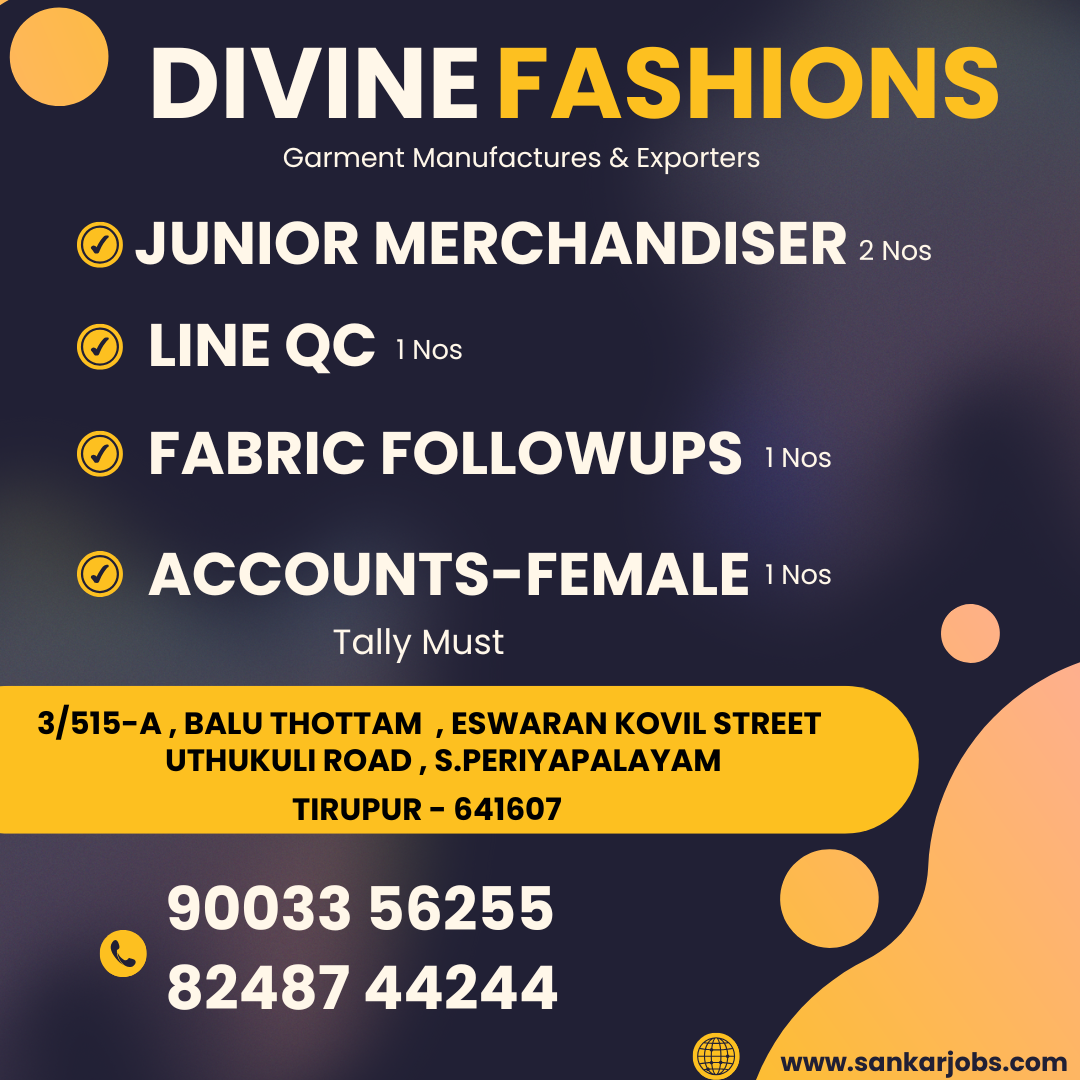 DIVINE FASHIONS
Garment Manufactures & Exporters
JUNIOR MERCHANDISER 2 Nos
LINE QC 1 Nos
FABRIC FOLLOWUPS 1 Nos
ACCOUNTS-FEMALE 1 Nos
Tally Must
3/515-A , BALU THOTTAM , ESWARAN KOVIL STREET
UTHUKULI ROAD , S.PERIYAPALAYAM
TIRUPUR - 641607
90033 56255
82487 44244
www.sankarjobs.com